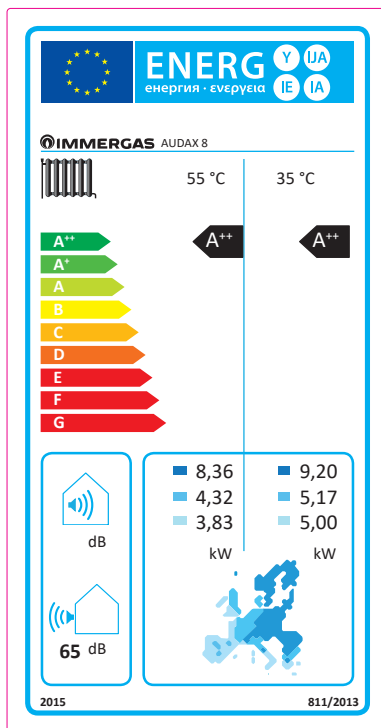 ENERG
енергия · ενεργεια
Y IJA
IE IA
IMMERGAS AUDAX 8
55 °C 35 °C
A++ A++ A++
A+
A
B
C
D
E
F
G
8,36 9,20
4,32 5,17
3,83 5,00
dB kW kW
65 dB
2015 811/2013